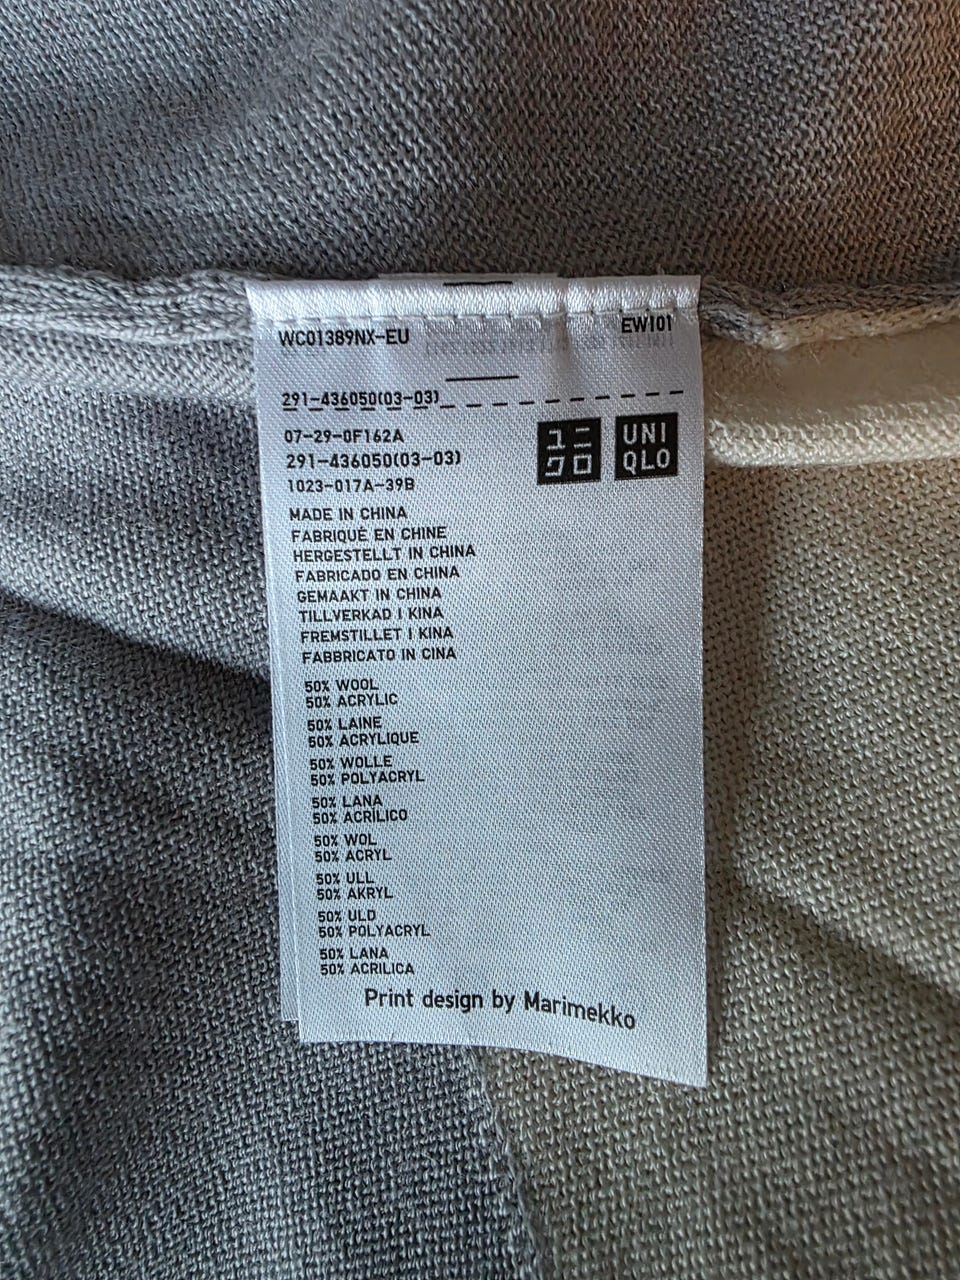 WC01389NX-EU
EW101
291-436050(03-03)
07-29-0F162A
291-436050(03-03)
1023-017A-39B
ユニ
クロ
UNI
QLO
MADE IN CHINA
FABRIQUÉ EN CHINE
HERGESTELLT IN CHINA
FABRICADO EN CHINA
GEMAAKT IN CHINA
TILLVERKAD I KINA
FREMSTILLET I KINA
FABBRICATO IN CINA
50% WOOL
50% ACRYLIC
50% LAINE
50% ACRYLIQUE
50% WOLLE
50% POLYACRYL
50% LANA
50% ACRÍLICO
50% WOL
50% ACRYL
50% ULL
50% AKRYL
50% ULD
50% POLYACRYL
50% LANA
50% ACRILICA
Print design by Marimekko